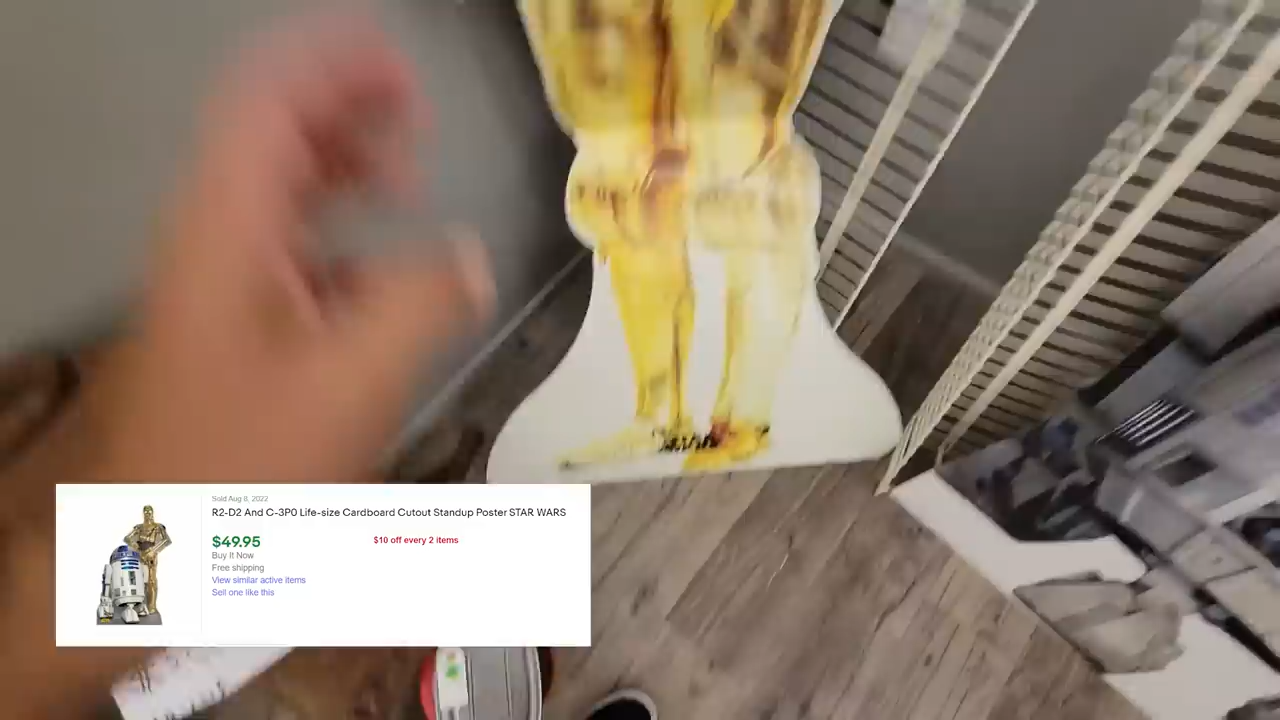 Sold Aug 8, 2022
R2-D2 And C-3P0 Life-size Cardboard Cutout Standup Poster STAR WARS
$49.95
$10 off every 2 items
Buy It Now
Free shipping
View similar active items
Sell one like this